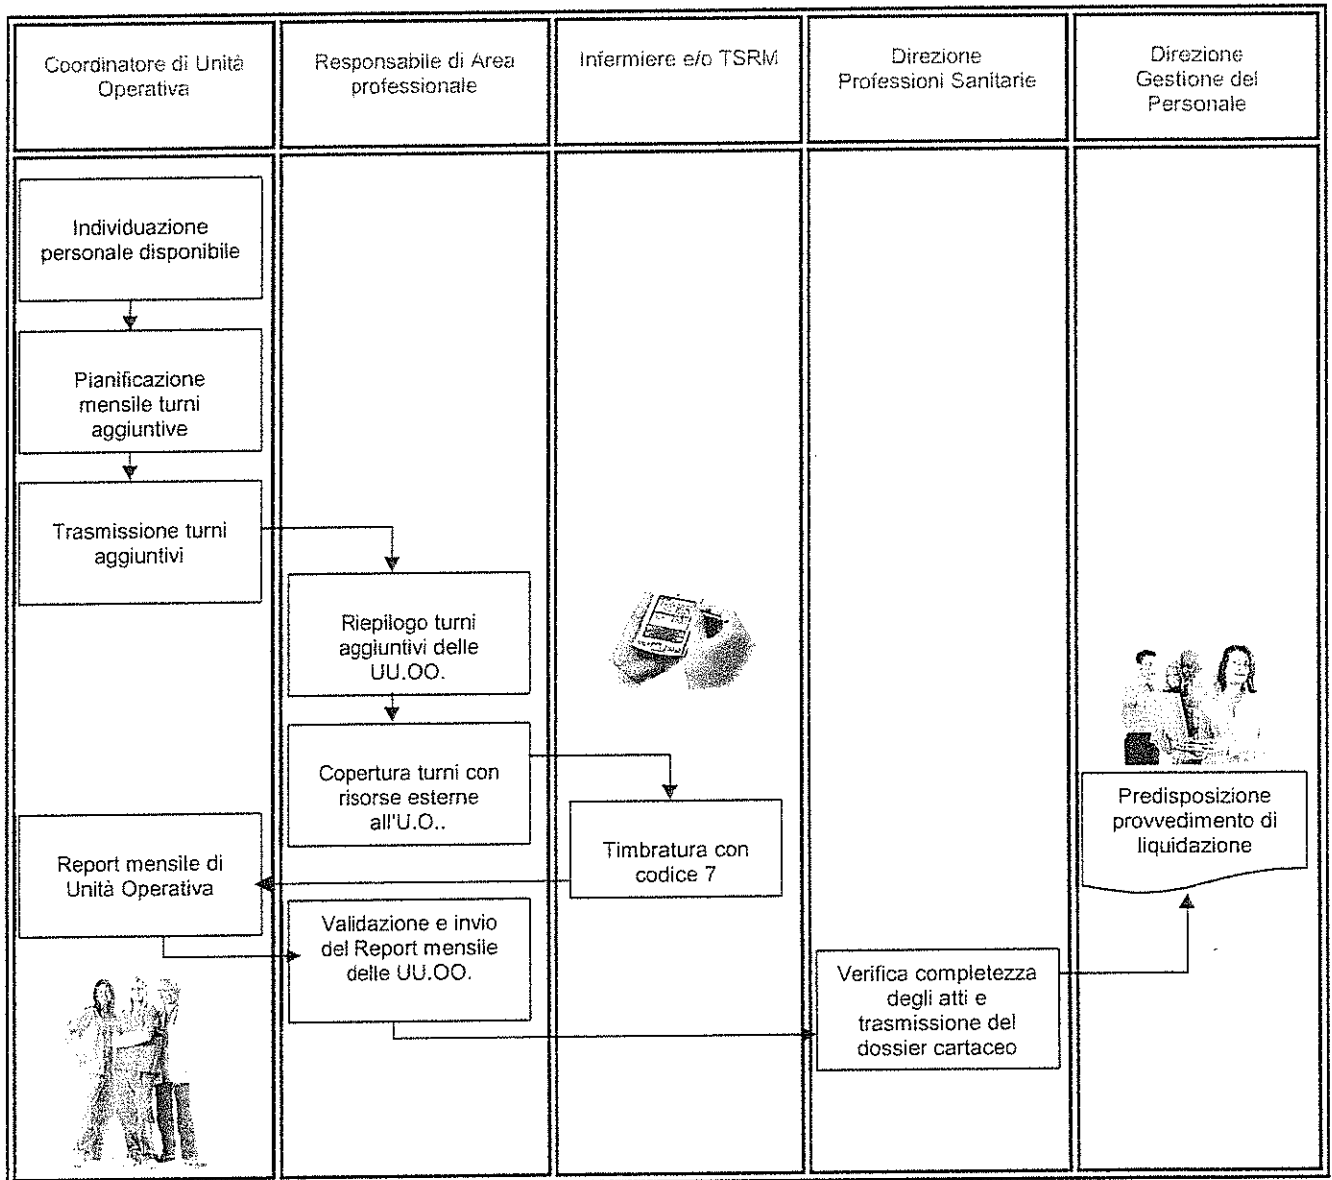 Coordinatore di Unità
Operativa
Responsabile di Area
professionale
Infermiere e/o TSRM
Direzione
Professioni Sanitarie
Direzione
Gestione del
Personale
Individuazione
personale disponibile
Pianificazione
mensile turni
aggiuntive
Trasmissione turni
aggiuntivi
Riepilogo turni
aggiuntivi delle
UU.OO.
Copertura turni con
risorse esterne
all'U.O..
Timbratura con
codice 7
Report mensile di
Unità Operativa
Validazione e invio
del Report mensile
delle UU.OO.
Verifica completezza
degli atti e
trasmissione del
dossier cartaceo
Predisposizione
provvedimento di
liquidazione